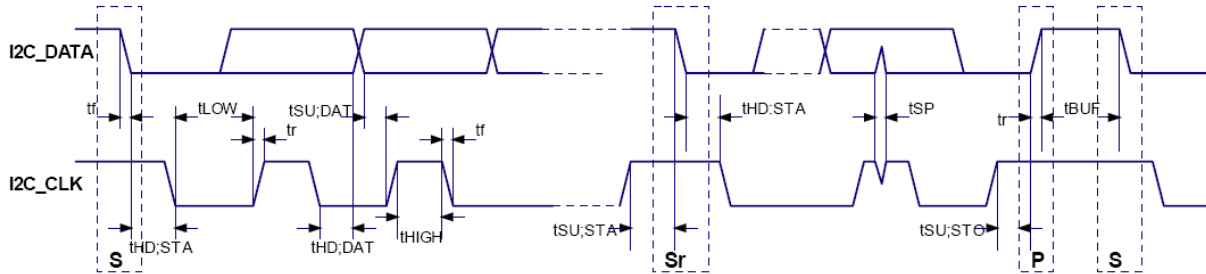 I2C_DATA
tf
tLOW
tr
tSU;DAT
tf
tHD:STA
tSP
tr
tBUF
I2C_CLK
tHD;STA
tHD;DAT
tHIGH
tSU;STA
tSU;STO
S
Sr
P
S